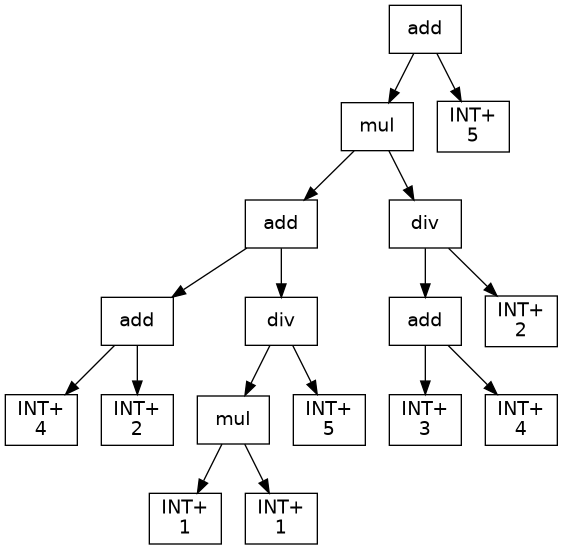 add
mul
INT+
5
add
div
add
div
add
INT+
2
INT+
4
INT+
2
mul
INT+
5
INT+
3
INT+
4
INT+
1
INT+
1